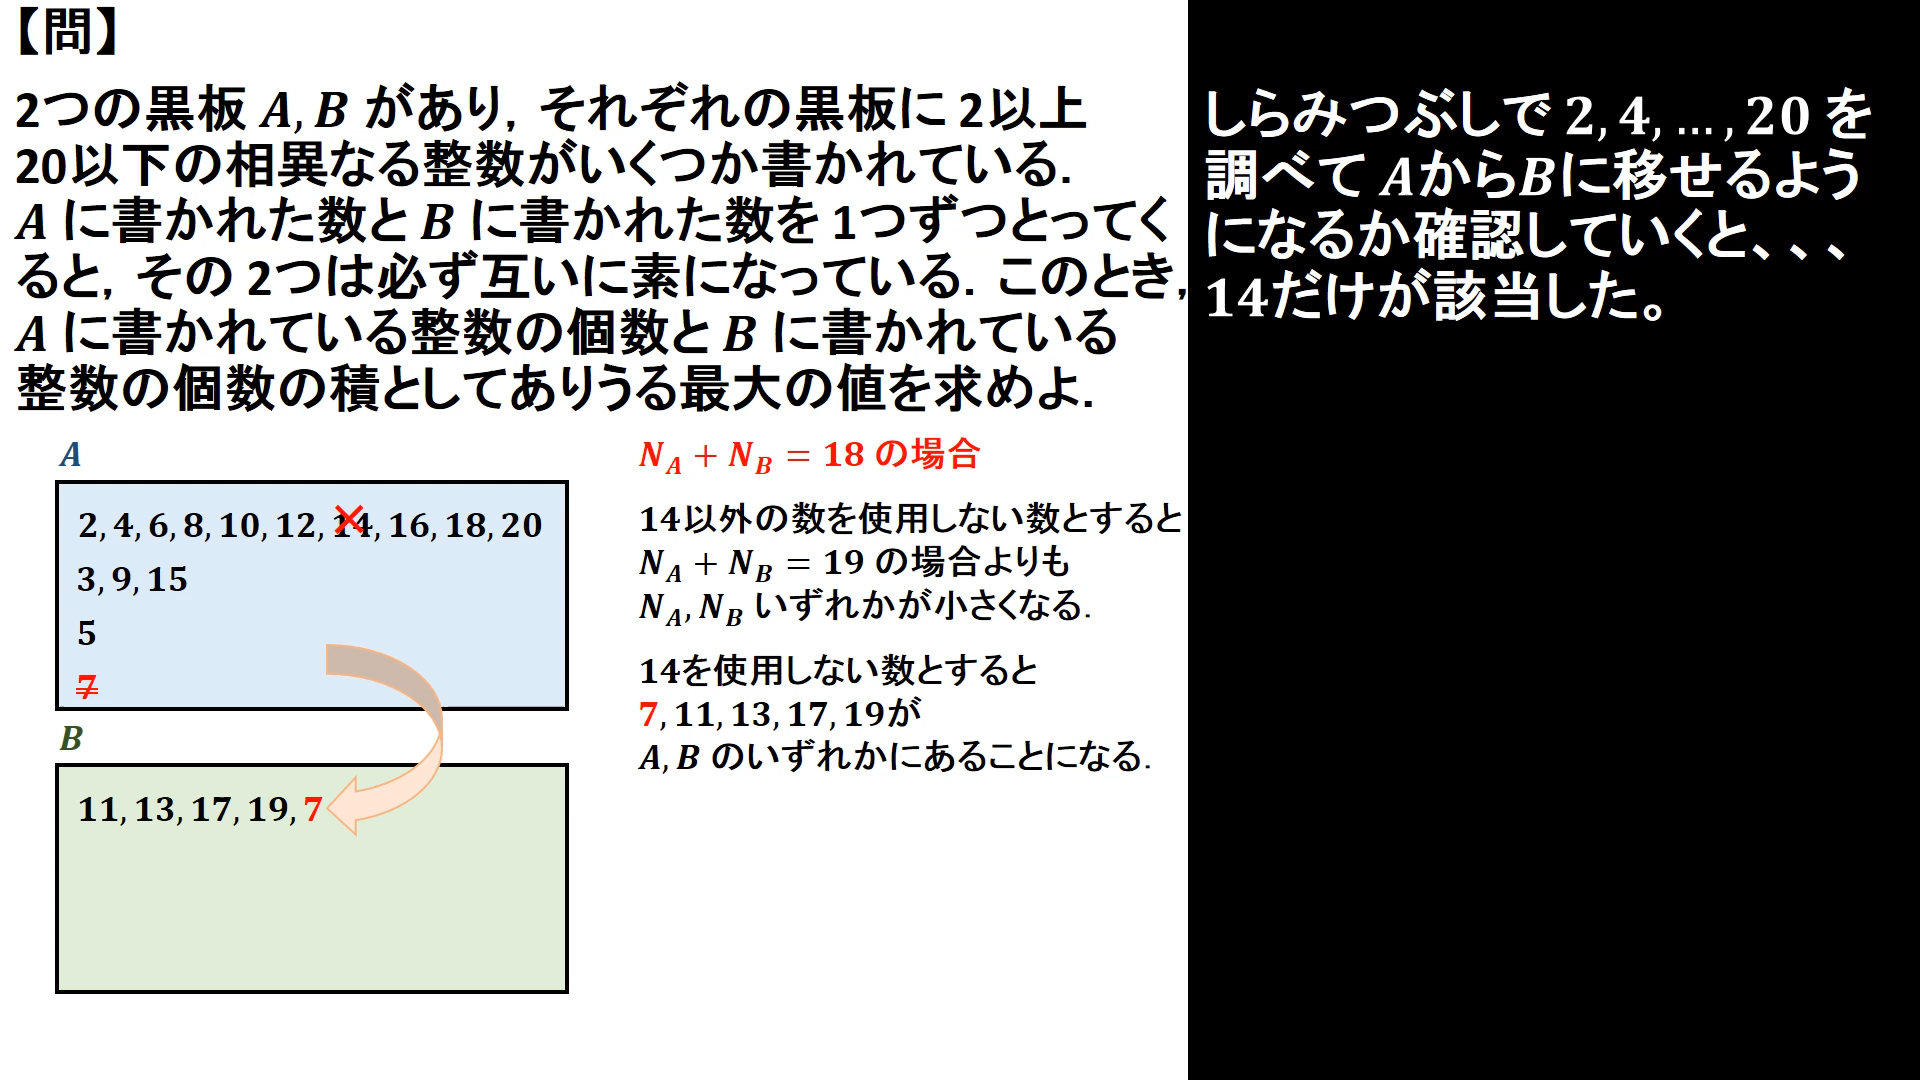 【問】
2つの黒板 A, B があり，それぞれの黒板に 2以上
20以下の相異なる整数がいくつか書かれている．
A に書かれた数と B に書かれた数を 1つずつとってく
ると，その 2つは必ず互いに素になっている．このとき，
A に書かれている整数の個数と B に書かれている
整数の個数の積としてありうる最大の値を求めよ．
A
2, 4, 6, 8, 10, 12, 14, 16, 18, 20
3, 9, 15
5
7
B
11, 13, 17, 19, 7
N_A + N_B = 18 の場合
14以外の数を使用しない数とすると
N_A + N_B = 19 の場合よりも
N_A, N_B いずれかが小さくなる．
14を使用しない数とすると
7, 11, 13, 17, 19が
A, B のいずれかにあることになる．
しらみつぶしで 2, 4, … , 20 を
調べて AからBに移せるよう
になるか確認していくと、、、
14だけが該当した。